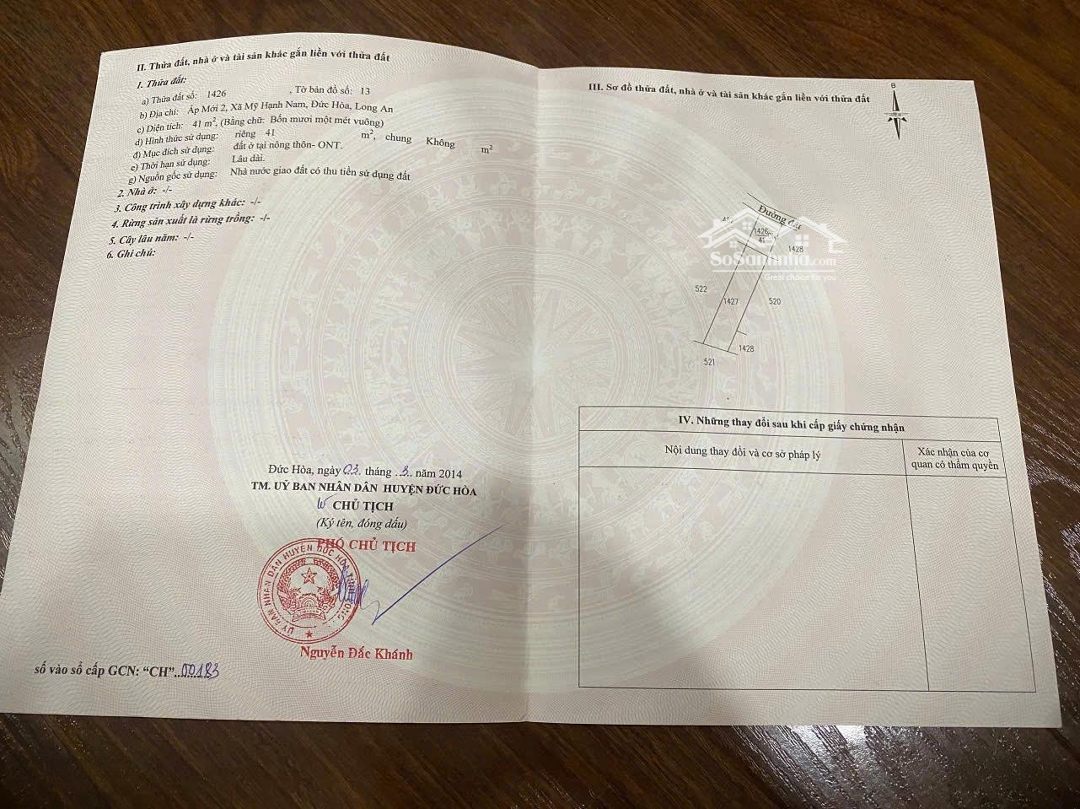 II. Thửa đất, nhà ở và tài sản khác gắn liền với thửa đất
1. Thửa đất:
a) Thửa đất số: 1426 , Tờ bản đồ số: 13
b) Địa chỉ: Ấp Mới 2, Xã Mỹ Hạnh Nam, Đức Hòa, Long An
c) Diện tích: 41 m², (Bằng chữ: Bốn mươi một mét vuông)
d) Hình thức sử dụng: riêng 41 m², chung Không m²
đ) Mục đích sử dụng: đất ở tại nông thôn- ONT.
e) Thời hạn sử dụng: Lâu dài.
g) Nguồn gốc sử dụng: Nhà nước giao đất có thu tiền sử dụng đất
2. Nhà ở: -/-
3. Công trình xây dựng khác: -/-
4. Rừng sản xuất là rừng trồng: -/-
5. Cây lâu năm: -/-
6. Ghi chú:
Đức Hòa, ngày 03. tháng .3. năm 2014
TM. UỶ BAN NHÂN DÂN HUYỆN ĐỨC HÒA
CHỦ TỊCH
(Ký tên, đóng dấu)
PHÓ CHỦ TỊCH
ỦY BAN NHÂN DÂN HUYỆN ĐỨC HÒA
Nguyễn Đắc Khánh
số vào sổ cấp GCN: “CH”..00183
III. Sơ đồ thửa đất, nhà ở và tài sản khác gắn liền với thửa đất
B
Đường đất
1426
41
1428
SoSanhnha.com
522
1427
520
1428
521
IV. Những thay đổi sau khi cấp giấy chứng nhận
Nội dung thay đổi và cơ sở pháp lý
Xác nhận của cơ
quan có thẩm quyền